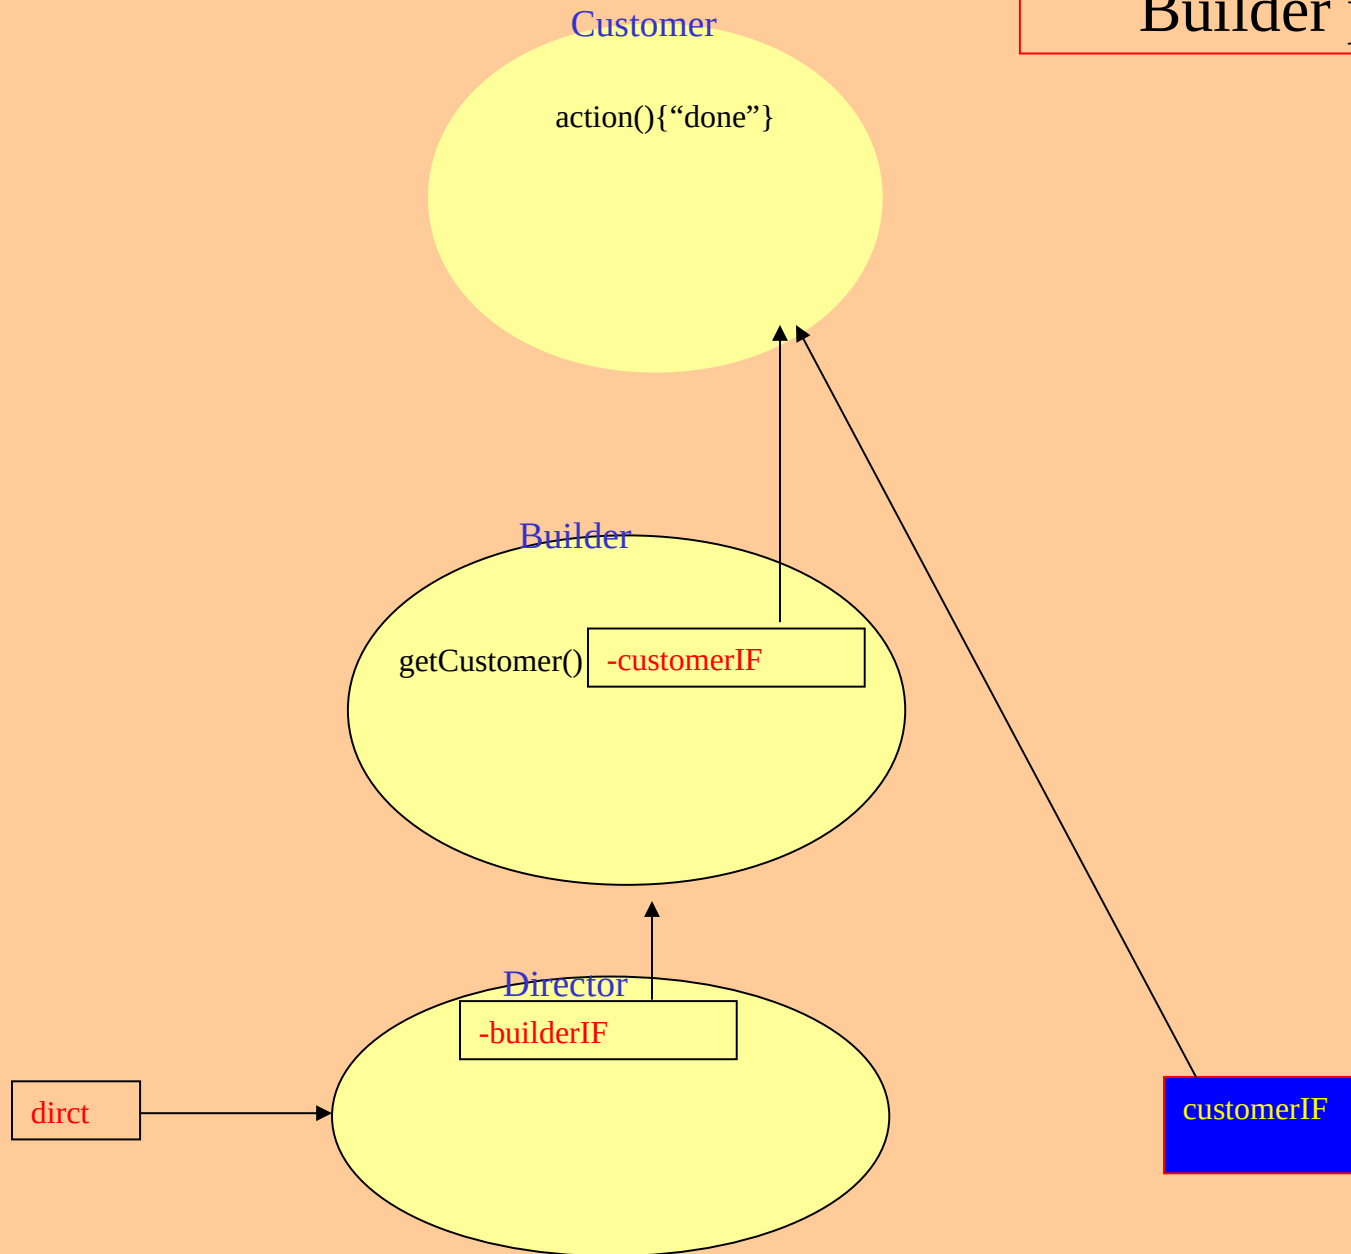 Customer
Builder
action(){“done”}
Builder
getCustomer()
-customerIF
Director
-builderIF
dirct
customerIF